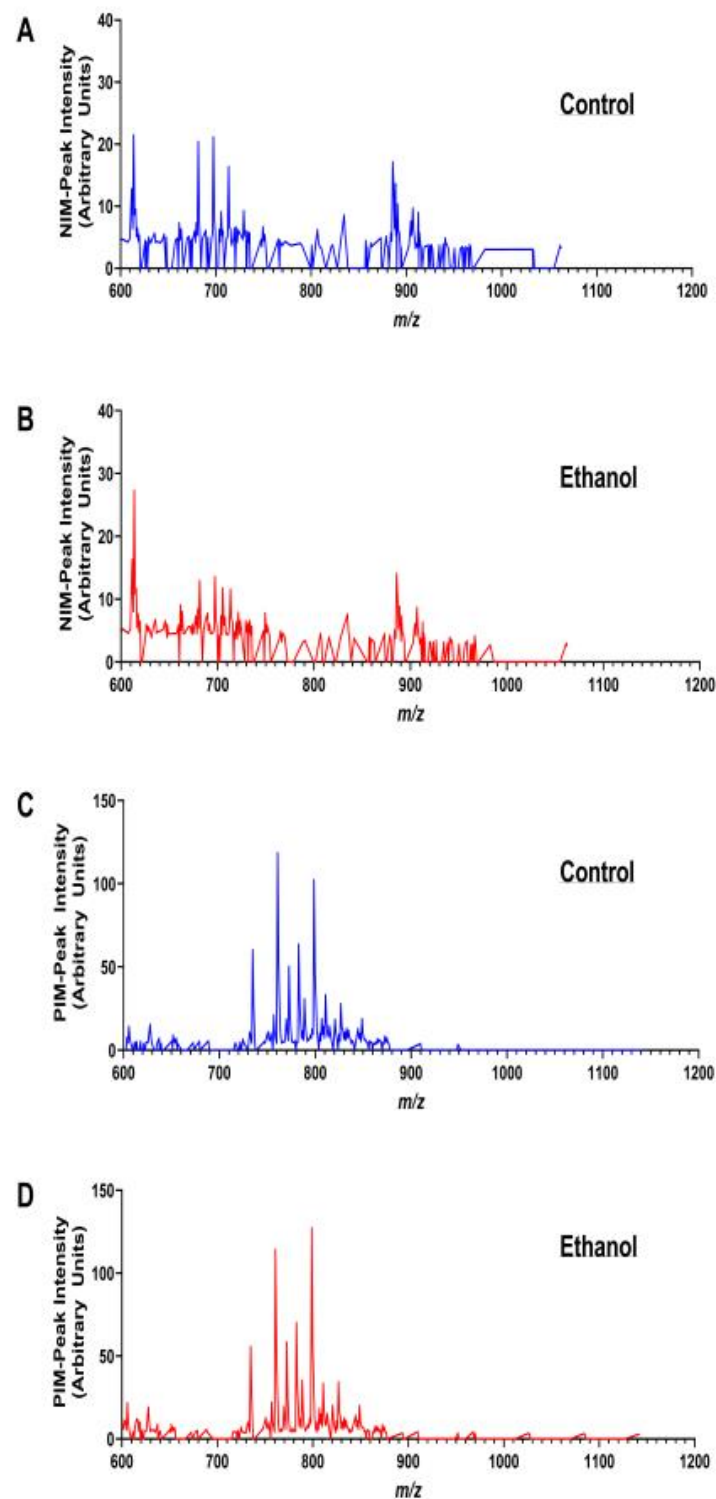 A
NIM-Peak Intensity
(Arbitrary Units)
40
30
20
10
0
Control
600 700 800 900 1000 1100 1200
m/z
B
NIM-Peak Intensity
(Arbitrary Units)
40
30
20
10
0
Ethanol
600 700 800 900 1000 1100 1200
m/z
C
PIM-Peak Intensity
(Arbitrary Units)
150
100
50
0
Control
600 700 800 900 1000 1100 1200
m/z
D
PIM-Peak Intensity
(Arbitrary Units)
150
100
50
0
Ethanol
600 700 800 900 1000 1100 1200
m/z